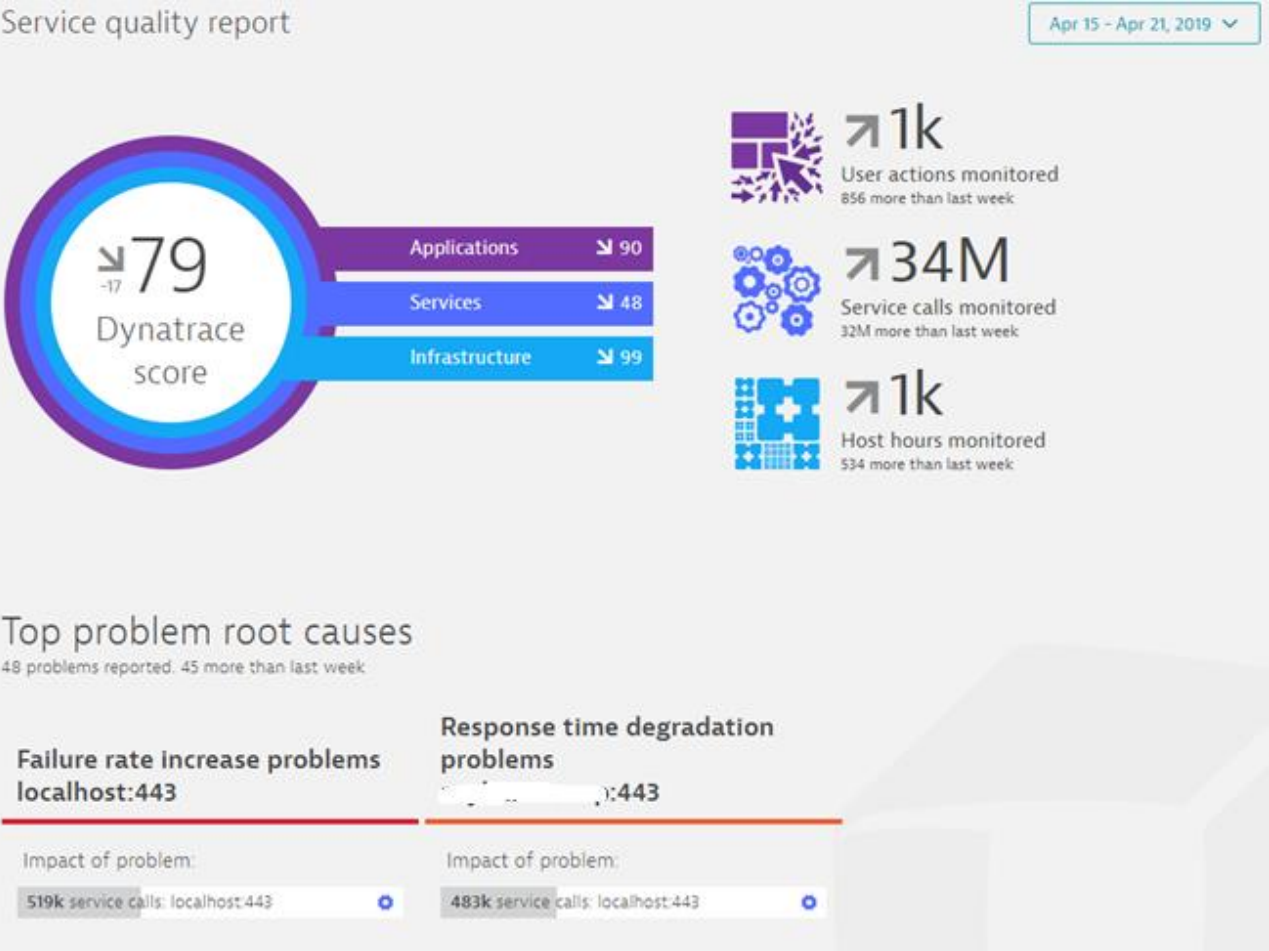 Service quality report
Apr 15 - Apr 21, 2019
79
-17
Dynatrace
score
Applications 90
Services 48
Infrastructure 99
1k
User actions monitored
856 more than last week
34M
Service calls monitored
32M more than last week
1k
Host hours monitored
534 more than last week
Top problem root causes
48 problems reported. 45 more than last week
Failure rate increase problems
localhost:443
Response time degradation
problems
:443
Impact of problem:
519k service calls: localhost:443
Impact of problem:
483k service calls: localhost:443